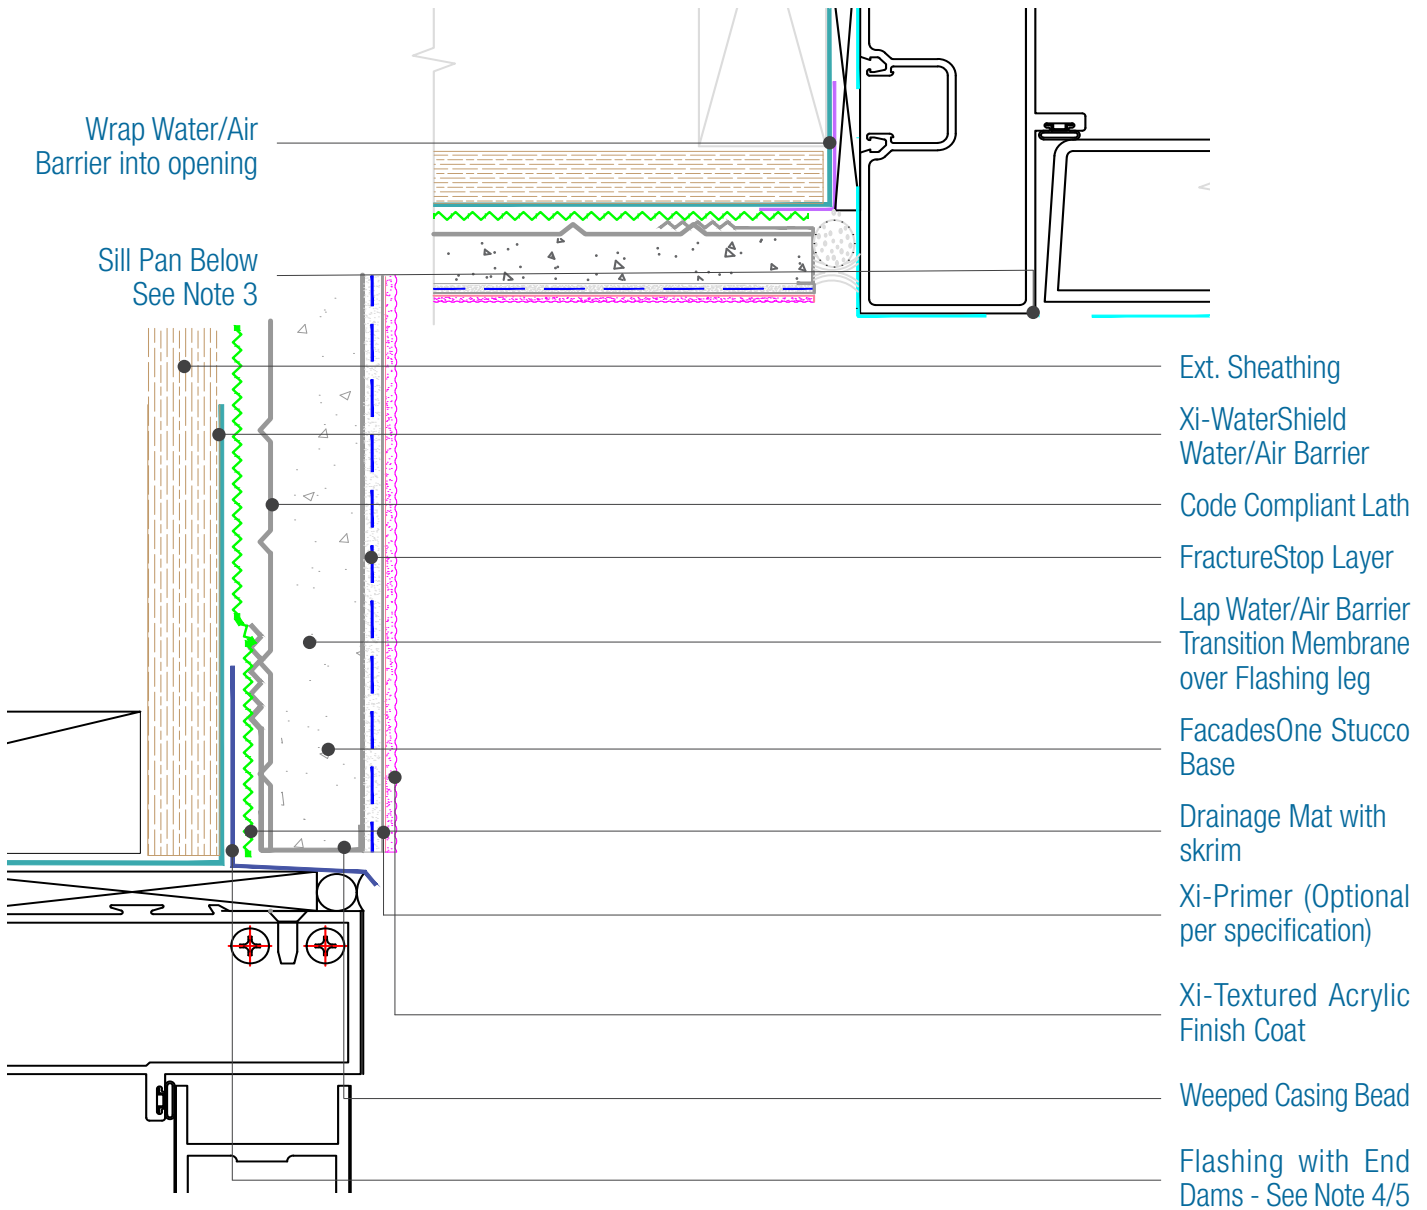 Wrap Water/Air
Barrier into opening
Sill Pan Below
See Note 3
Ext. Sheathing
Xi-WaterShield
Water/Air Barrier
Code Compliant Lath
FractureStop Layer
Lap Water/Air Barrier
Transition Membrane
over Flashing leg
FacadesOne Stucco
Base
Drainage Mat with
skrim
Xi-Primer (Optional
per specification)
Xi-Textured Acrylic
Finish Coat
Weeped Casing Bead
Flashing with End
Dams - See Note 4/5